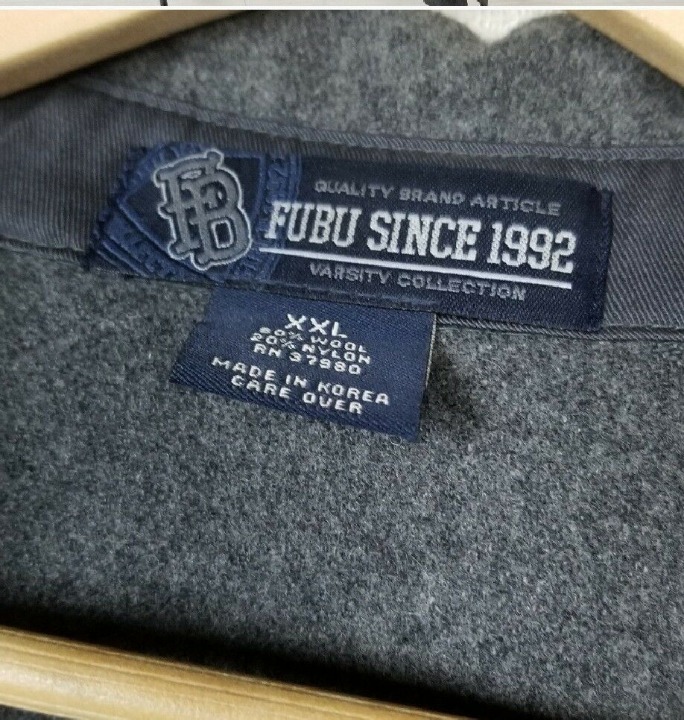 FB
QUALITY BRAND ARTICLE
FUBU SINCE 1992
VARSITY COLLECTION
XXL
80% WOOL
20% NYLON
RN 37980
MADE IN KOREA
CARE OVER